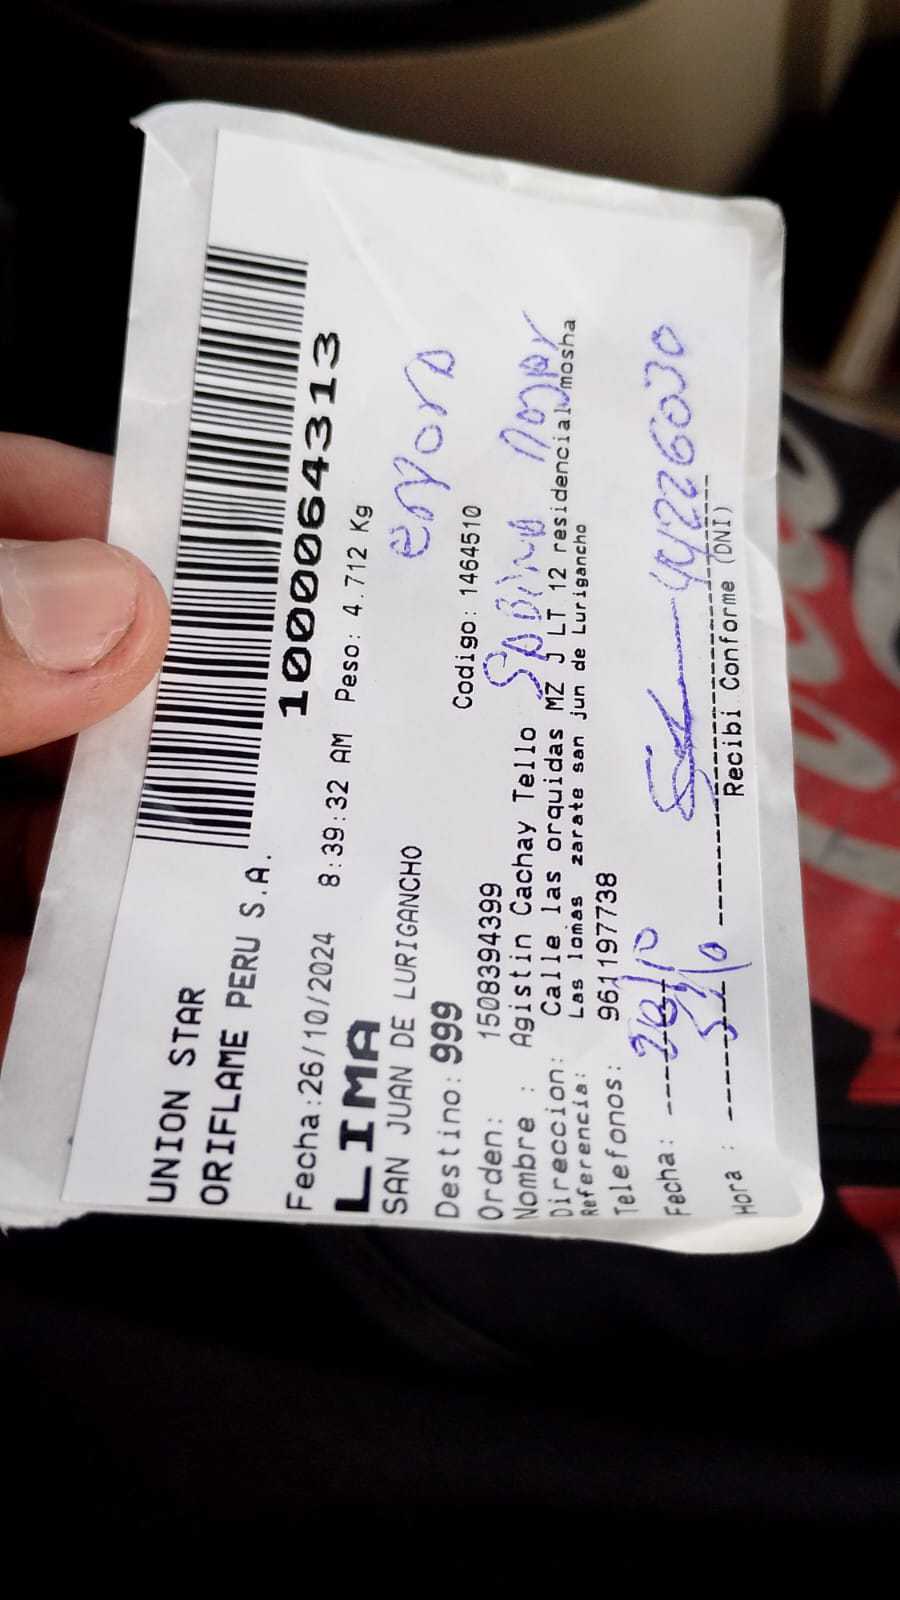 UNION STAR
ORIFLAME PERU S.A.
100064313
Fecha:26/10/2024 8:39:32 AM Peso: 4.712 Kg
LIMA
SAN JUAN DE LURIGANCHO
Destino: 999
Orden: 1508394399 Codigo: 1464510
Nombre : Agistin Cachay Tello
Direccion: Calle las orquidas MZ J LT 12 residencial mosha
Referencia: Las lomas zarate san jun de Lurigancho
Telefonos: 961197738
Fecha:
44226030
Hora :
Recibi Conforme (DNI)